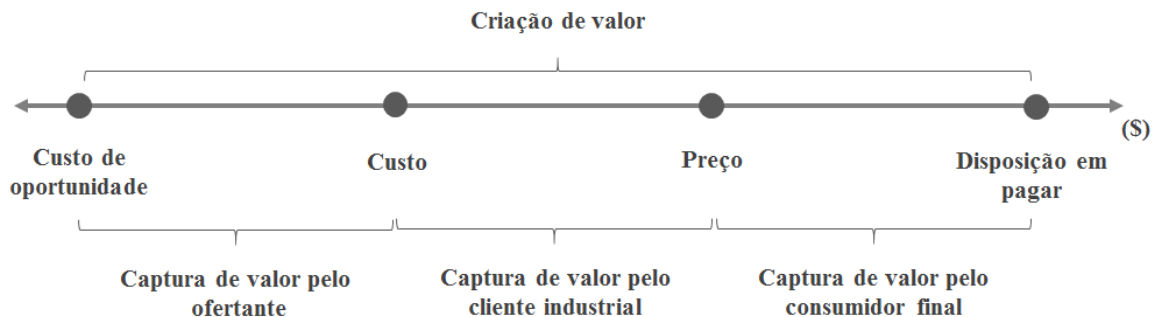 Criação de valor
($)
Custo de
oportunidade
Custo
Preço
Disposição em
pagar
Captura de valor pelo
ofertante
Captura de valor pelo
cliente industrial
Captura de valor pelo
consumidor final